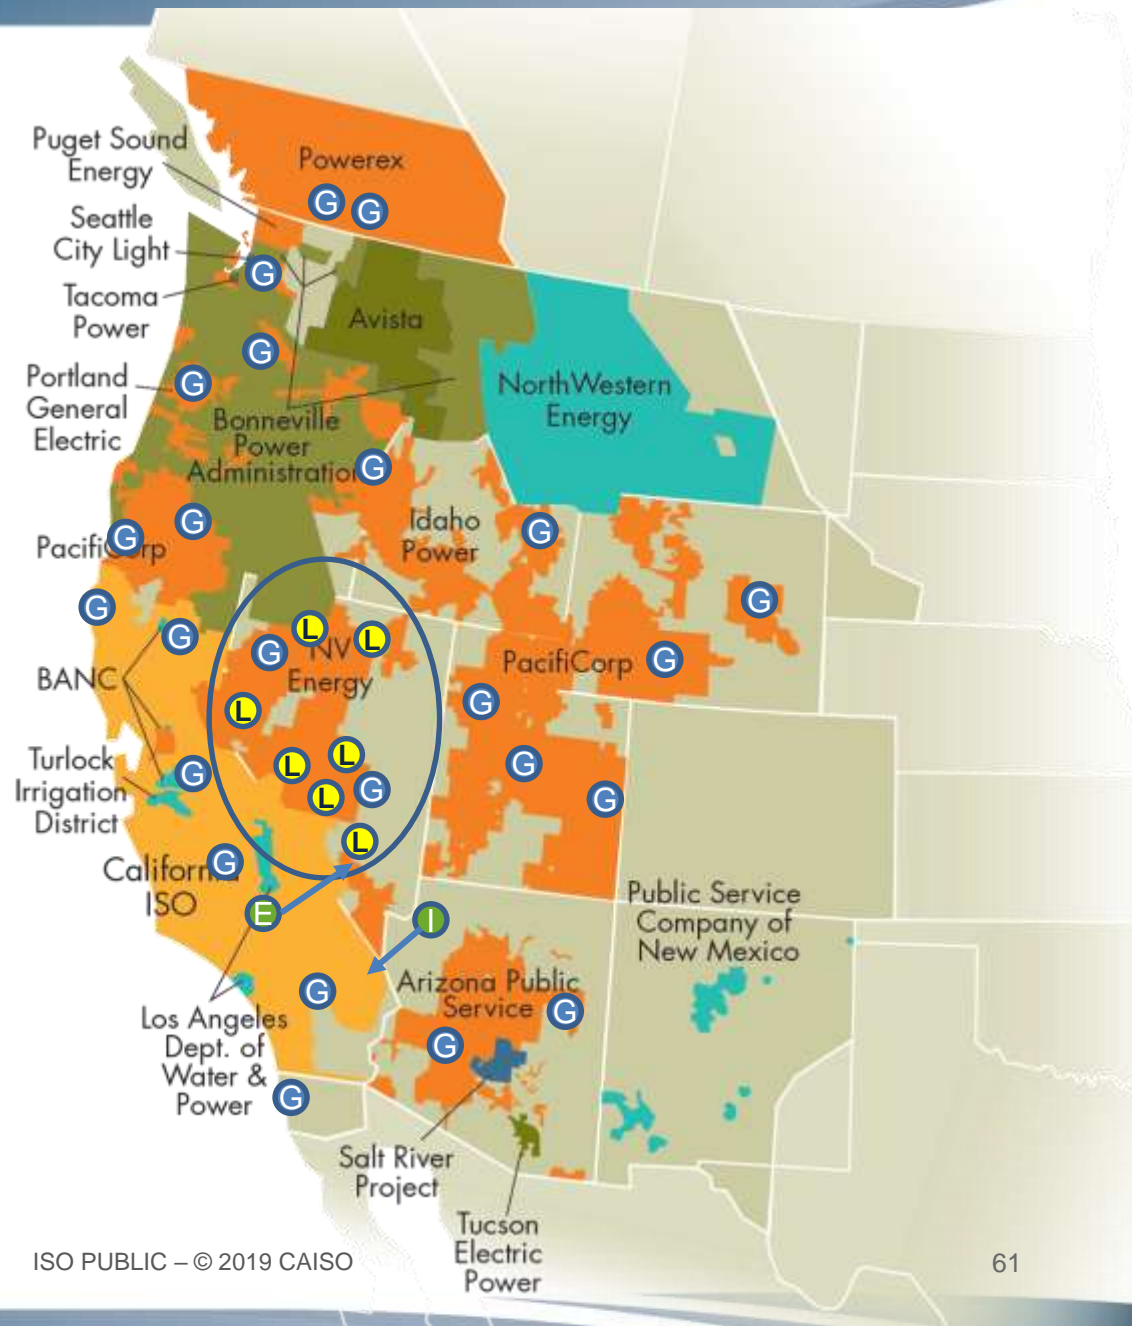 Puget Sound
Energy
Powerex
G
G
Seattle
City Light
G
Tacoma
Power
Avista
G
Portland
General
Electric
G
NorthWestern
Energy
Bonneville
Power
Administration
G
Idaho
Power
G
G
PacifiCorp
G
G
G
G
L
L
G
NV
Energy
PacifiCorp
G
BANC
G
L
Turlock
Irrigation
District
G
L
L
L
G
G
G
L
California
ISO
G
E
I
Public Service
Company of
New Mexico
Arizona Public
Service
G
G
G
Los Angeles
Dept. of
Water &
Power
G
Salt River
Project
Tucson
Electric
Power
ISO PUBLIC – © 2019 CAISO
61